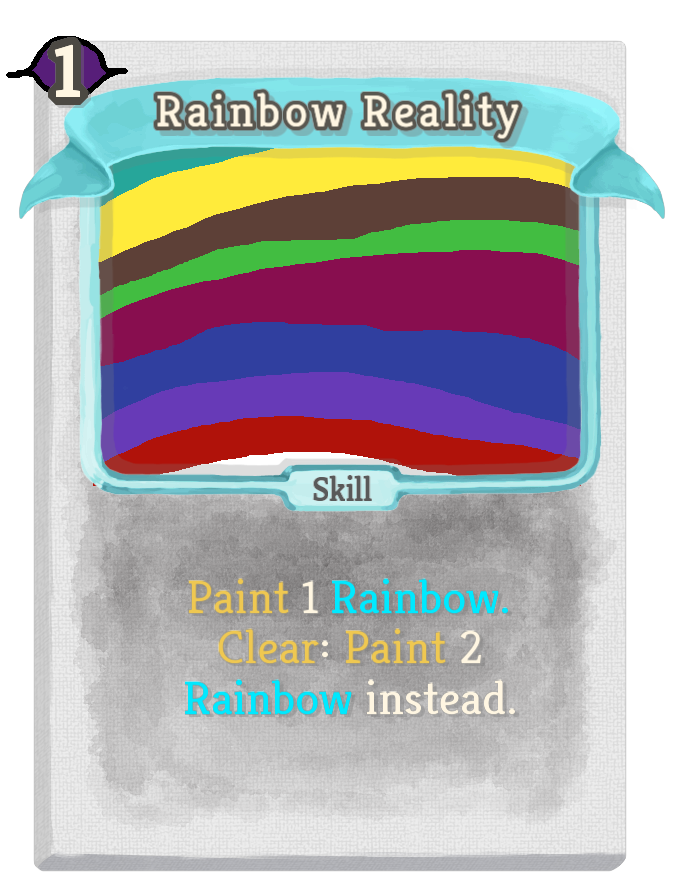 1
Rainbow Reality
Skill
Paint 1 Rainbow.
Clear: Paint 2
Rainbow instead.